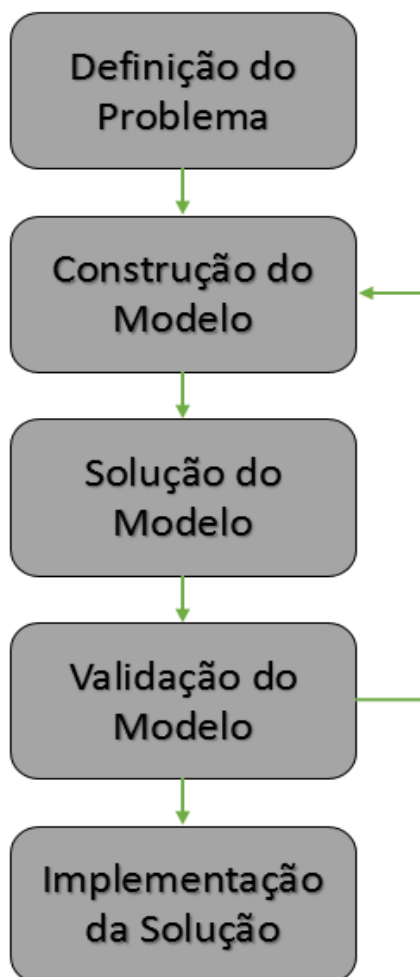 Definição do
Problema
Construção do
Modelo
Solução do
Modelo
Validação do
Modelo
Implementação
da Solução